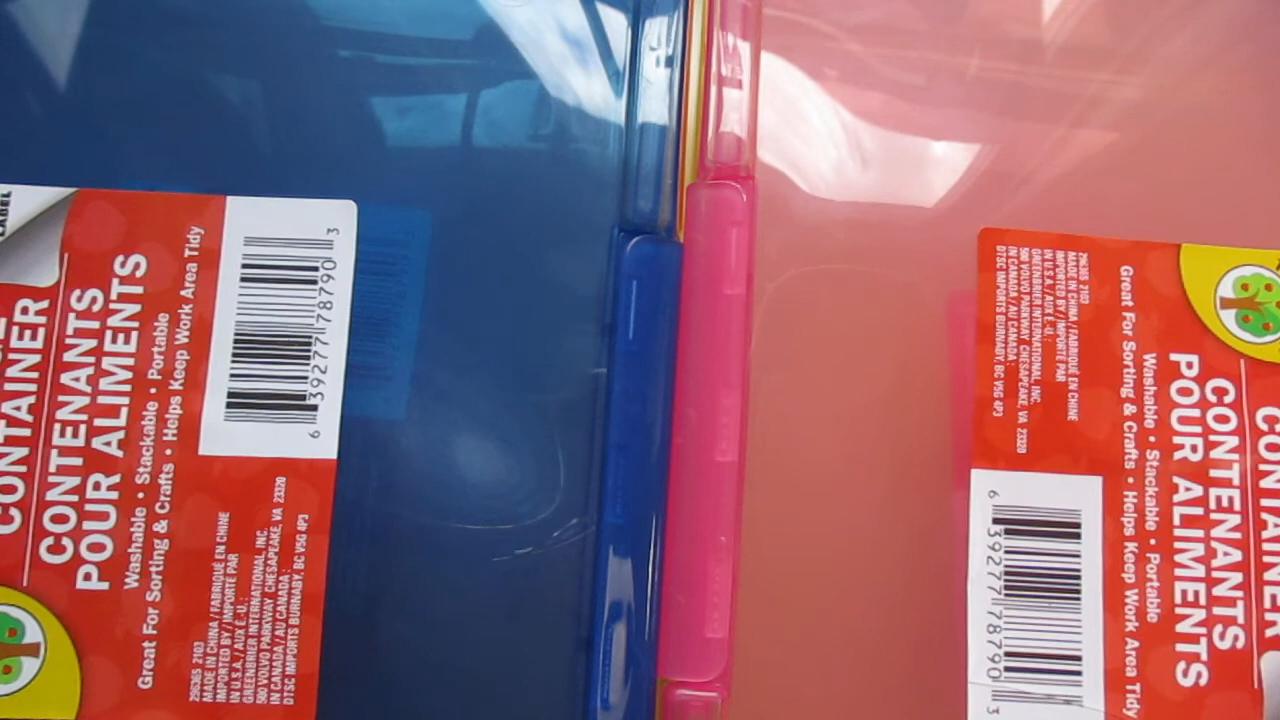 LABEL
CONTAINER
CONTENANTS
POUR ALIMENTS
Washable • Stackable • Portable
Great For Sorting & Crafts • Helps Keep Work Area Tidy
295365 2103
MADE IN CHINA / FABRIQUÉ EN CHINE
IMPORTED BY / IMPORTÉ PAR
IN U.S.A. / AUX É.-U. :
GREENBRIER INTERNATIONAL, INC.
500 VOLVO PARKWAY CHESAPEAKE, VA 23320
IN CANADA / AU CANADA :
DTSC IMPORTS BURNABY, BC V5G 4P3
6 39277 78790 3
CONTAINER
CONTENANTS
POUR ALIMENTS
Washable • Stackable • Portable
Great For Sorting & Crafts • Helps Keep Work Area Tidy
295365 2103
MADE IN CHINA / FABRIQUÉ EN CHINE
IMPORTED BY / IMPORTÉ PAR
IN U.S.A. / AUX É.-U. :
GREENBRIER INTERNATIONAL, INC.
500 VOLVO PARKWAY CHESAPEAKE, VA 23320
IN CANADA / AU CANADA :
DTSC IMPORTS BURNABY, BC V5G 4P3
6 39277 78790 3